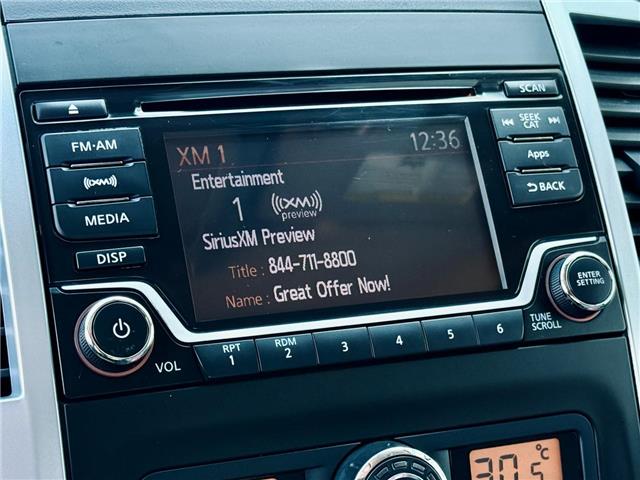 SCAN
FM·AM
XM
MEDIA
DISP
VOL
XM 1
12:36
Entertainment
1
XM
preview
SiriusXM Preview
Title : 844-711-8800
Name : Great Offer Now!
SEEK
CAT
Apps
BACK
ENTER
SETTING
TUNE
SCROLL
RPT
1
RDM
2
3
4
5
6
30.5
°C